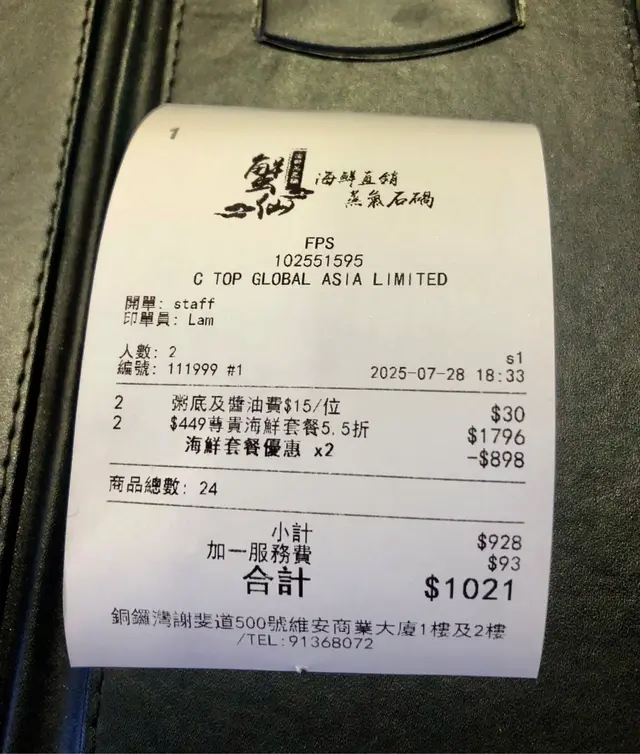 1
蟹仙
海鮮直銷
蒸氣石鍋
FPS
102551595
C TOP GLOBAL ASIA LIMITED
開單: staff
印單員: Lam
人數: 2
s1
編號: 111999 #1 2025-07-28 18:33
2 粥底及醬油費$15/位 $30
2 $449尊貴海鮮套餐5.5折 $1796
海鮮套餐優惠 x2 -$898
商品總數: 24
小計 $928
加一服務費 $93
合計 $1021
銅鑼灣謝斐道500號維安商業大廈1樓及2樓
/TEL:91368072